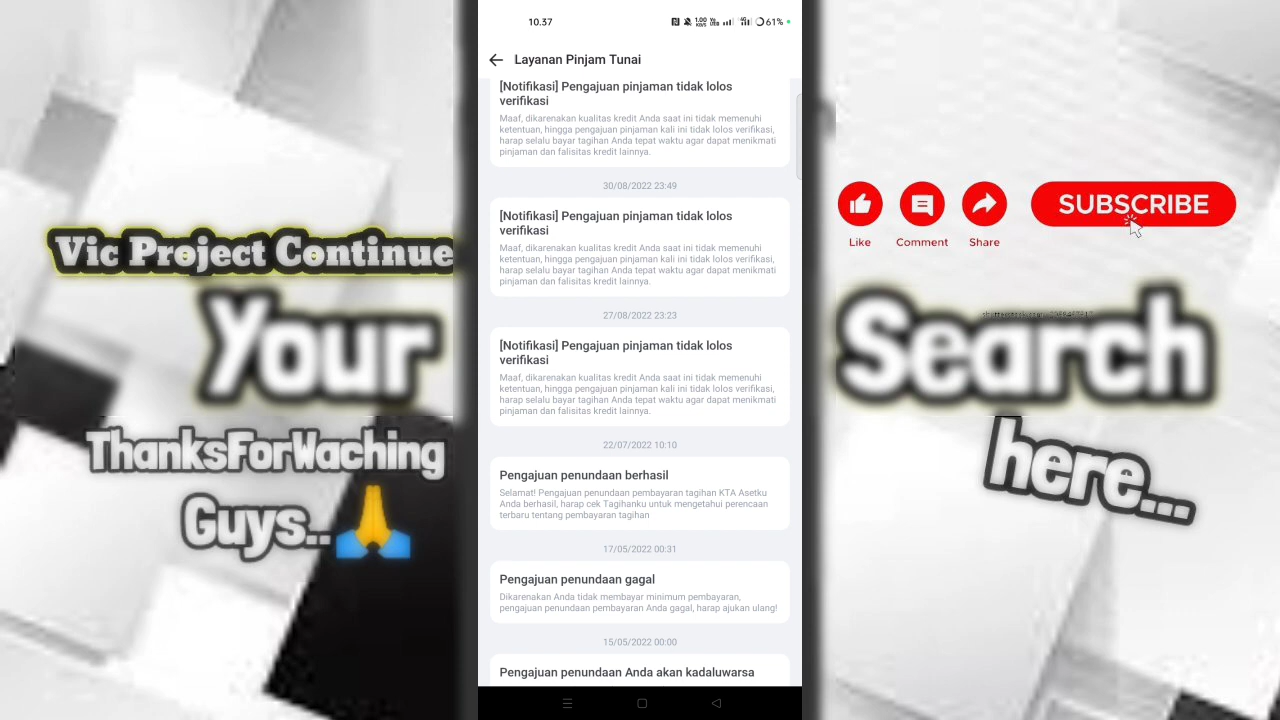 Vic Project Continue
Your
ThanksForWaching
Guys..🙏
10.37
1.00
KB/S
Vo
LTE
4G
61%
Layanan Pinjam Tunai
[Notifikasi] Pengajuan pinjaman tidak lolos
verifikasi
Maaf, dikarenakan kualitas kredit Anda saat ini tidak memenuhi
ketentuan, hingga pengajuan pinjaman kali ini tidak lolos verifikasi,
harap selalu bayar tagihan Anda tepat waktu agar dapat menikmati
pinjaman dan falisitas kredit lainnya.
30/08/2022 23:49
[Notifikasi] Pengajuan pinjaman tidak lolos
verifikasi
Maaf, dikarenakan kualitas kredit Anda saat ini tidak memenuhi
ketentuan, hingga pengajuan pinjaman kali ini tidak lolos verifikasi,
harap selalu bayar tagihan Anda tepat waktu agar dapat menikmati
pinjaman dan falisitas kredit lainnya.
27/08/2022 23:23
[Notifikasi] Pengajuan pinjaman tidak lolos
verifikasi
Maaf, dikarenakan kualitas kredit Anda saat ini tidak memenuhi
ketentuan, hingga pengajuan pinjaman kali ini tidak lolos verifikasi,
harap selalu bayar tagihan Anda tepat waktu agar dapat menikmati
pinjaman dan falisitas kredit lainnya.
22/07/2022 10:10
Pengajuan penundaan berhasil
Selamat! Pengajuan penundaan pembayaran tagihan KTA Asetku
Anda berhasil, harap cek Tagihanku untuk mengetahui perencaan
terbaru tentang pembayaran tagihan
17/05/2022 00:31
Pengajuan penundaan gagal
Dikarenakan Anda tidak membayar minimum pembayaran,
pengajuan penundaan pembayaran Anda gagal, harap ajukan ulang!
15/05/2022 00:00
Pengajuan penundaan Anda akan kadaluwarsa
SUBSCRIBE
Like
Comment
Share
Search
here...